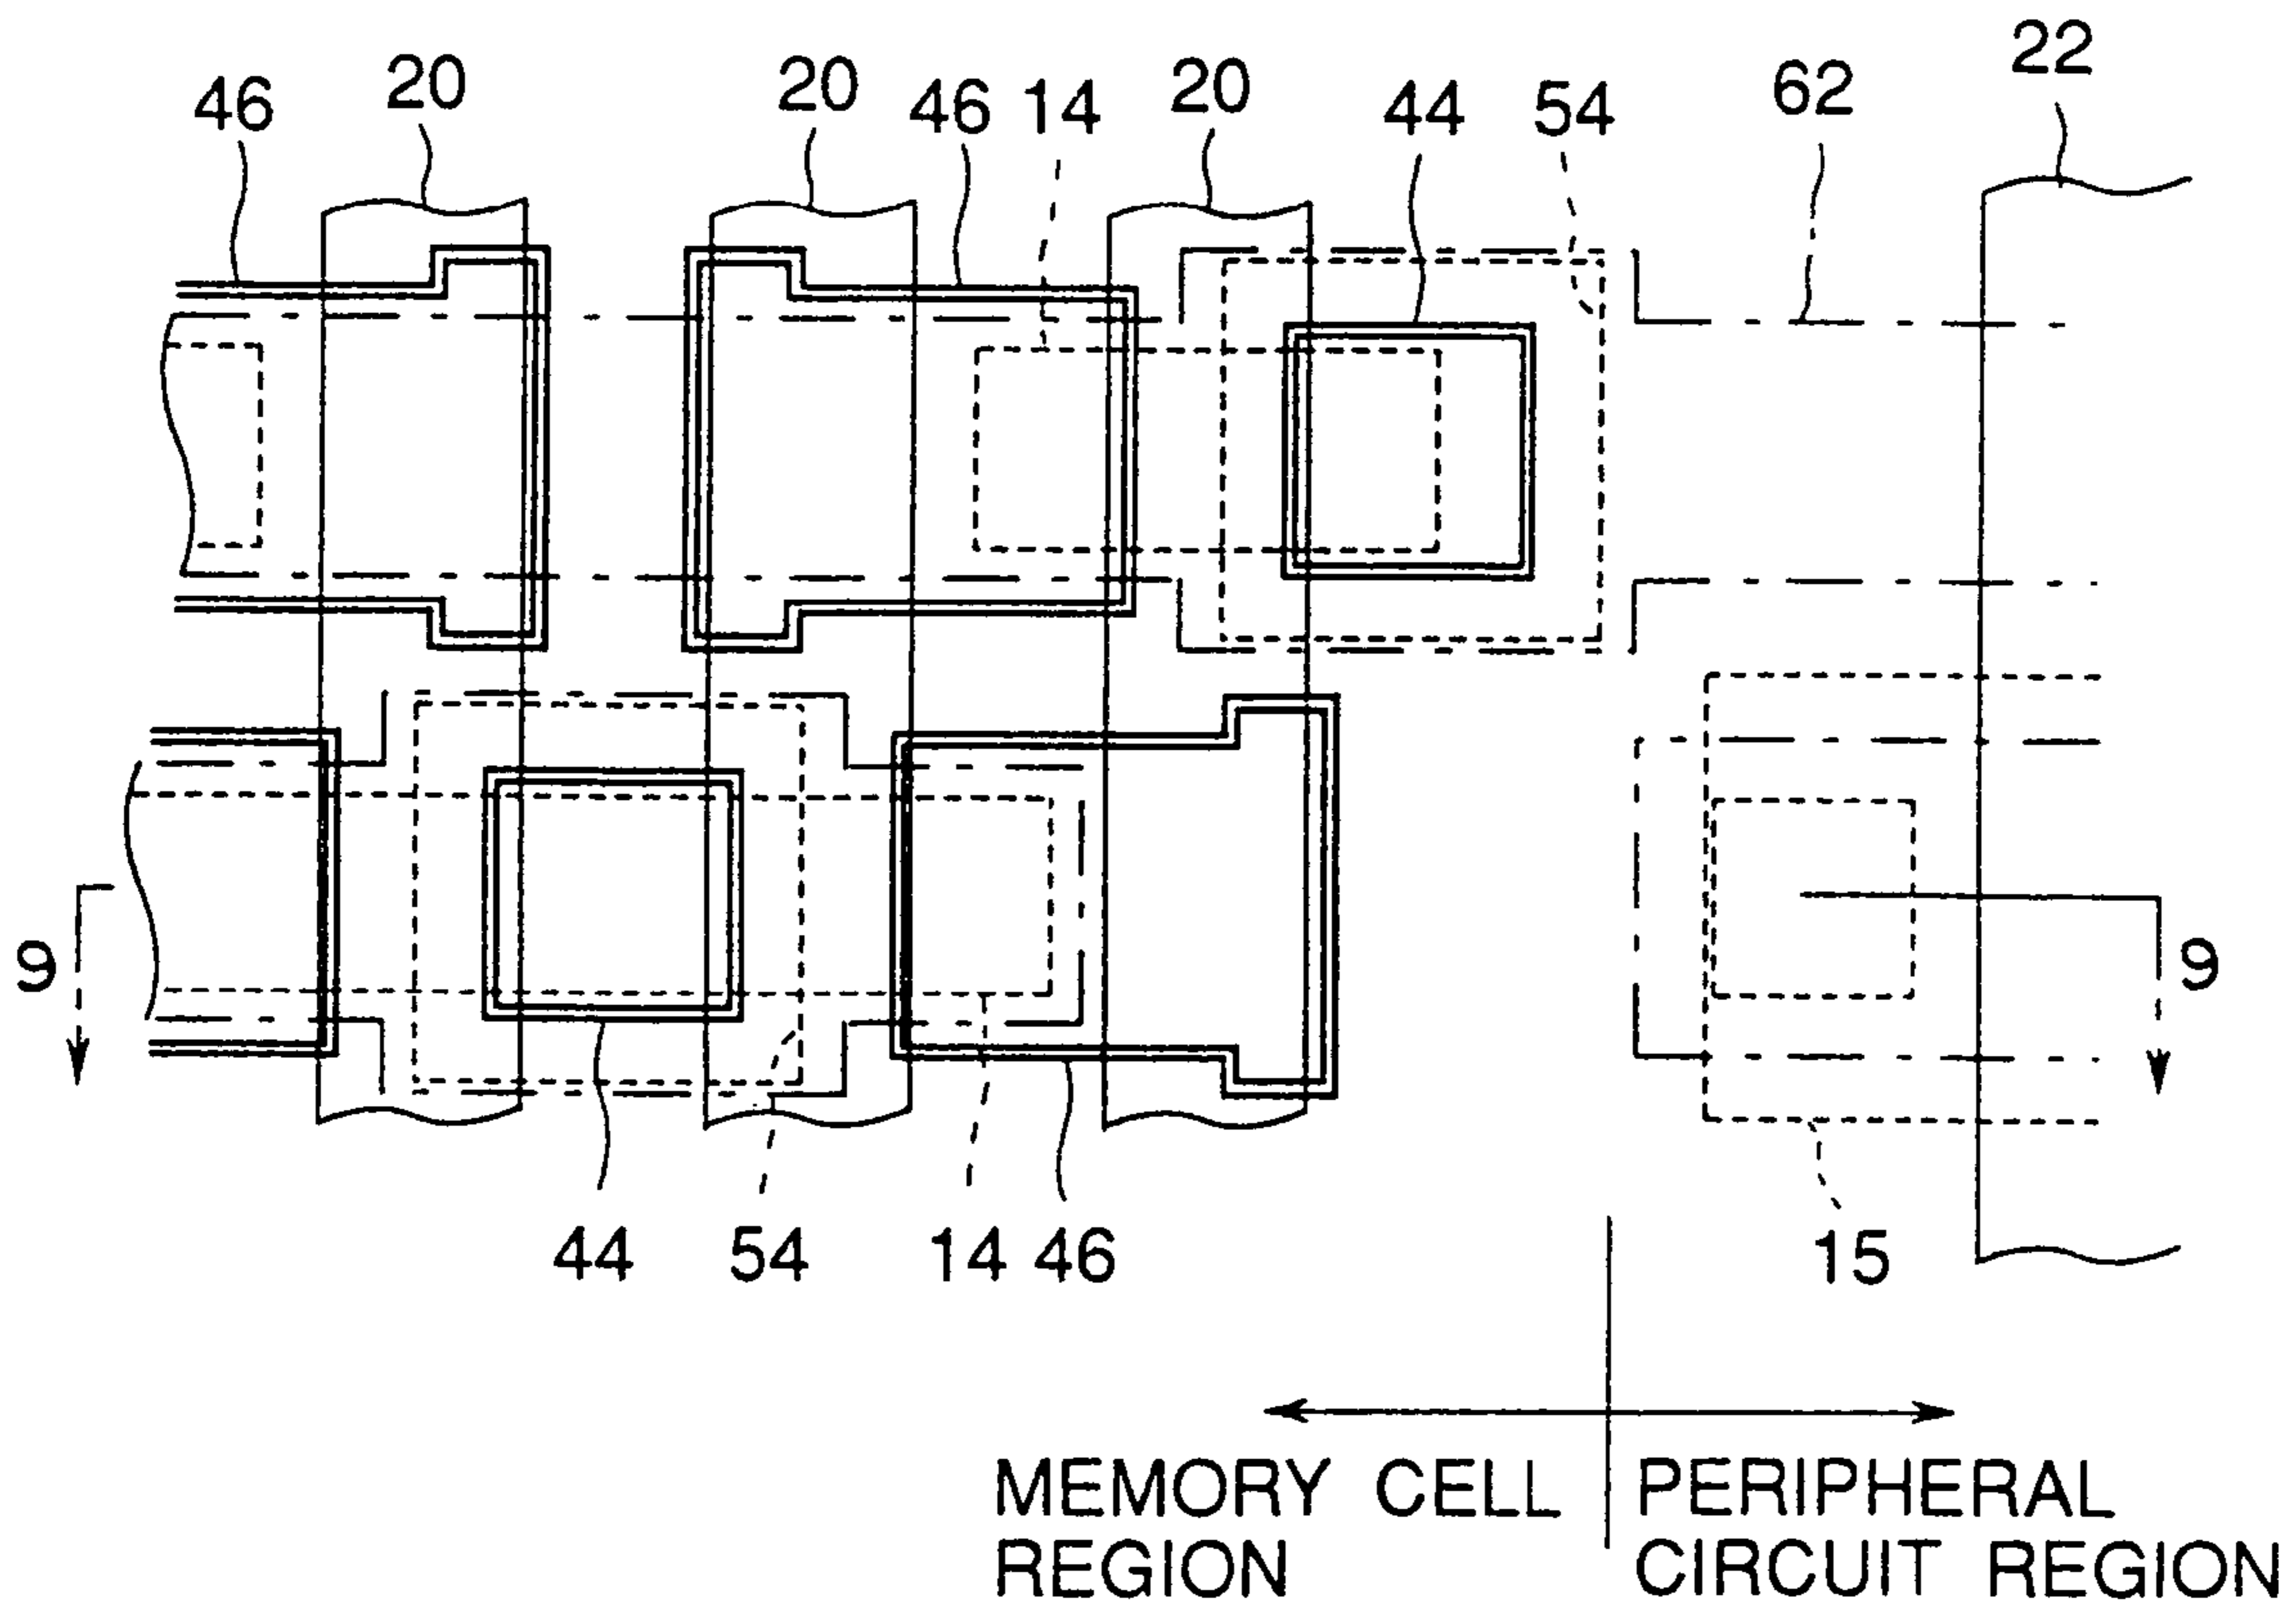 22
20 20 20 62
46 46 14 44 54
9 9
44 54 14 46 15
MEMORY CELL PERIPHERAL
REGION CIRCUIT REGION